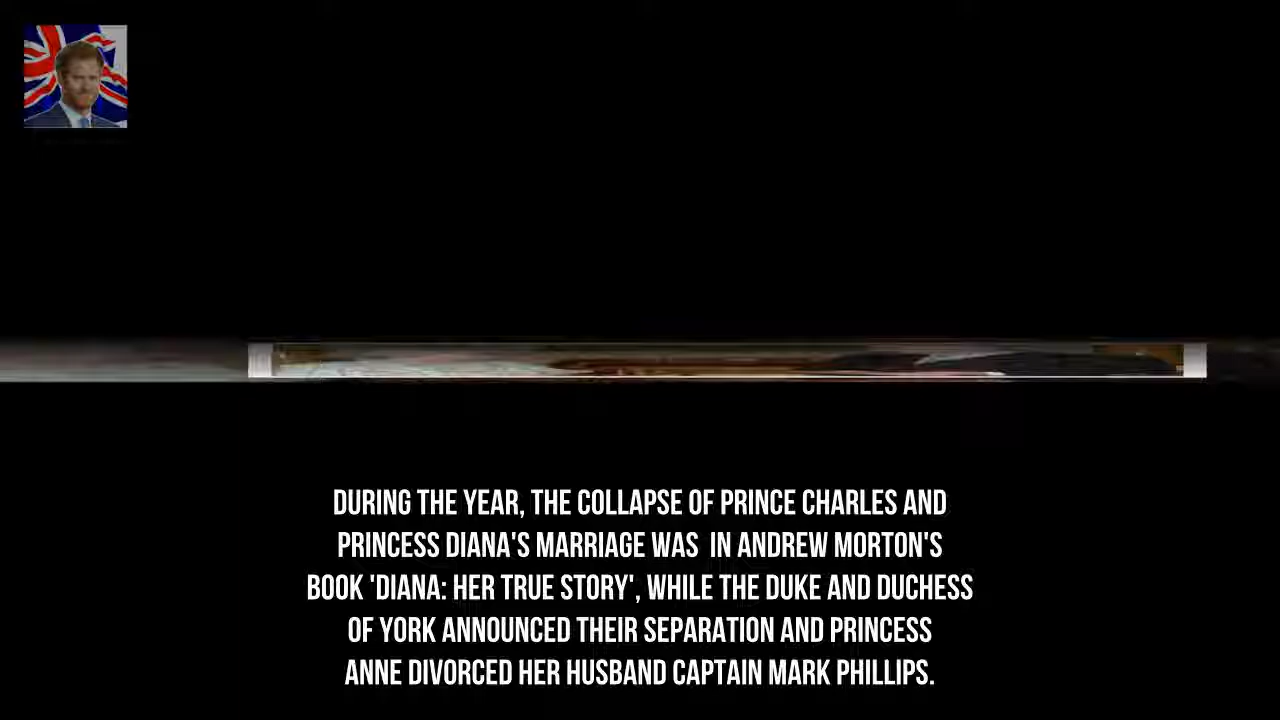 DURING THE YEAR, THE COLLAPSE OF PRINCE CHARLES AND
PRINCESS DIANA'S MARRIAGE WAS  IN ANDREW MORTON'S
BOOK 'DIANA: HER TRUE STORY', WHILE THE DUKE AND DUCHESS
OF YORK ANNOUNCED THEIR SEPARATION AND PRINCESS
ANNE DIVORCED HER HUSBAND CAPTAIN MARK PHILLIPS.